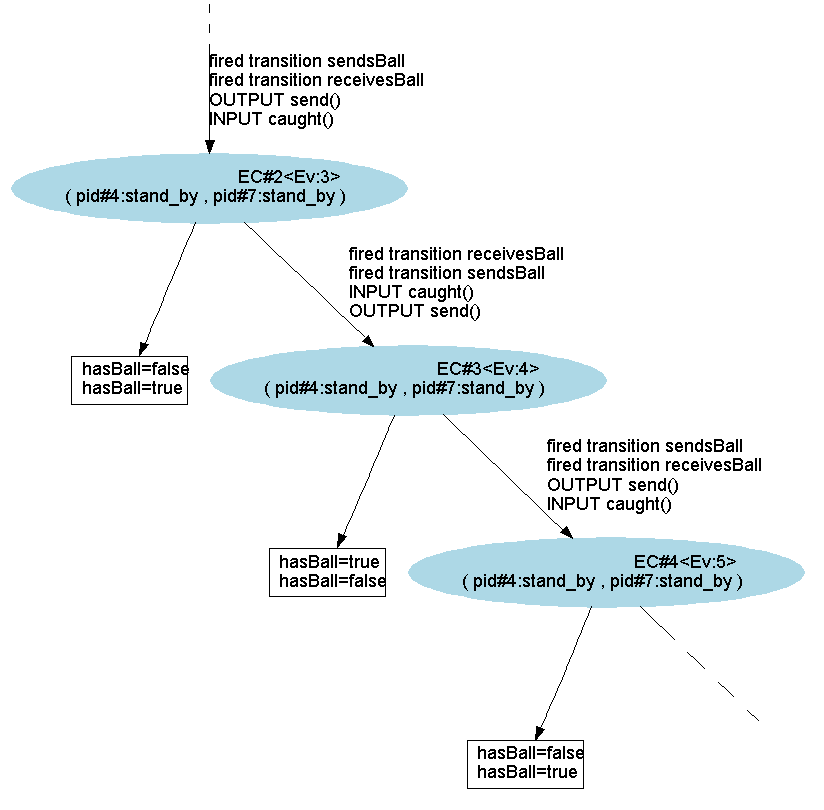 fired transition sendsBall
fired transition receivesBall
OUTPUT send()
INPUT caught()
EC#2<Ev:3>
( pid#4:stand_by , pid#7:stand_by )
fired transition receivesBall
fired transition sendsBall
INPUT caught()
OUTPUT send()
hasBall=false
hasBall=true
EC#3<Ev:4>
( pid#4:stand_by , pid#7:stand_by )
fired transition sendsBall
fired transition receivesBall
OUTPUT send()
INPUT caught()
hasBall=true
hasBall=false
EC#4<Ev:5>
( pid#4:stand_by , pid#7:stand_by )
hasBall=false
hasBall=true